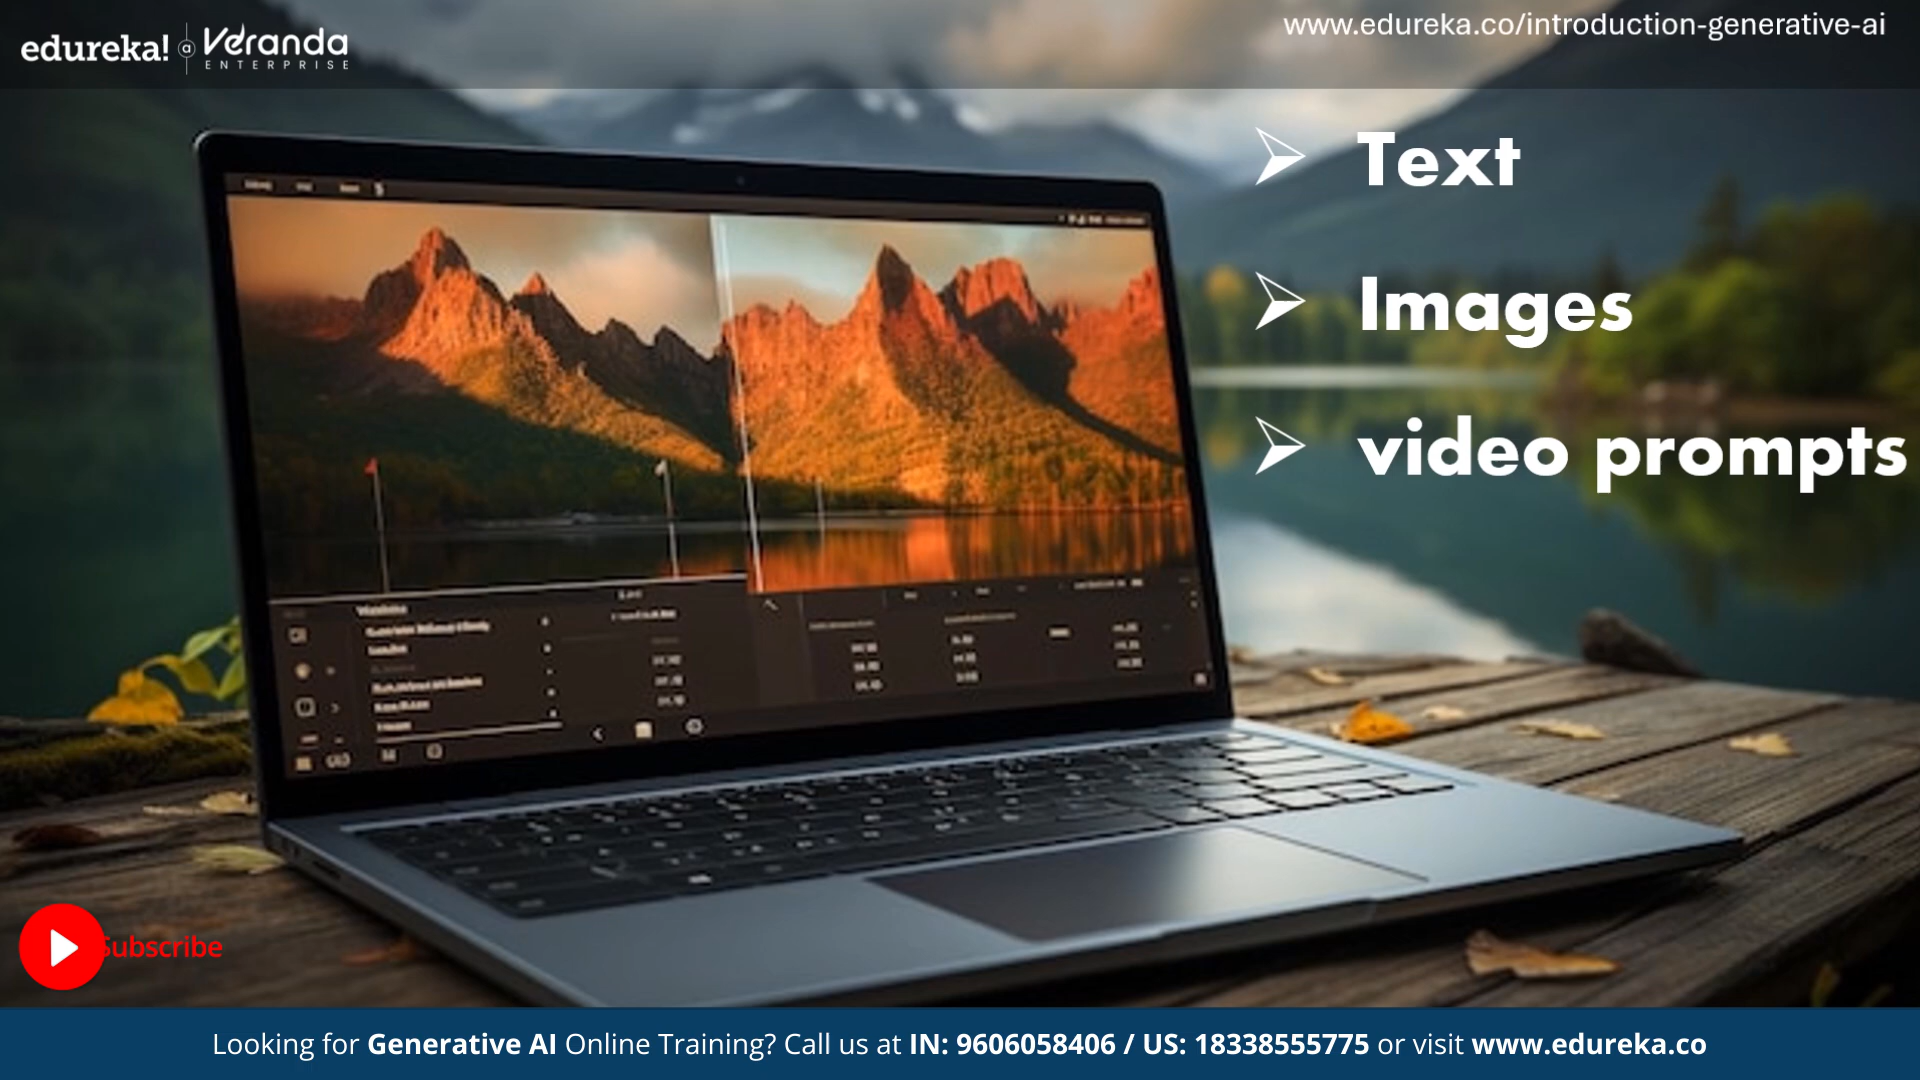 edureka!
a
Veranda
ENTERPRISE
www.edureka.co/introduction-generative-ai
➢ Text
➢ Images
➢ video prompts
Subscribe
Looking for Generative AI Online Training? Call us at IN: 9606058406 / US: 18338555775 or visit www.edureka.co